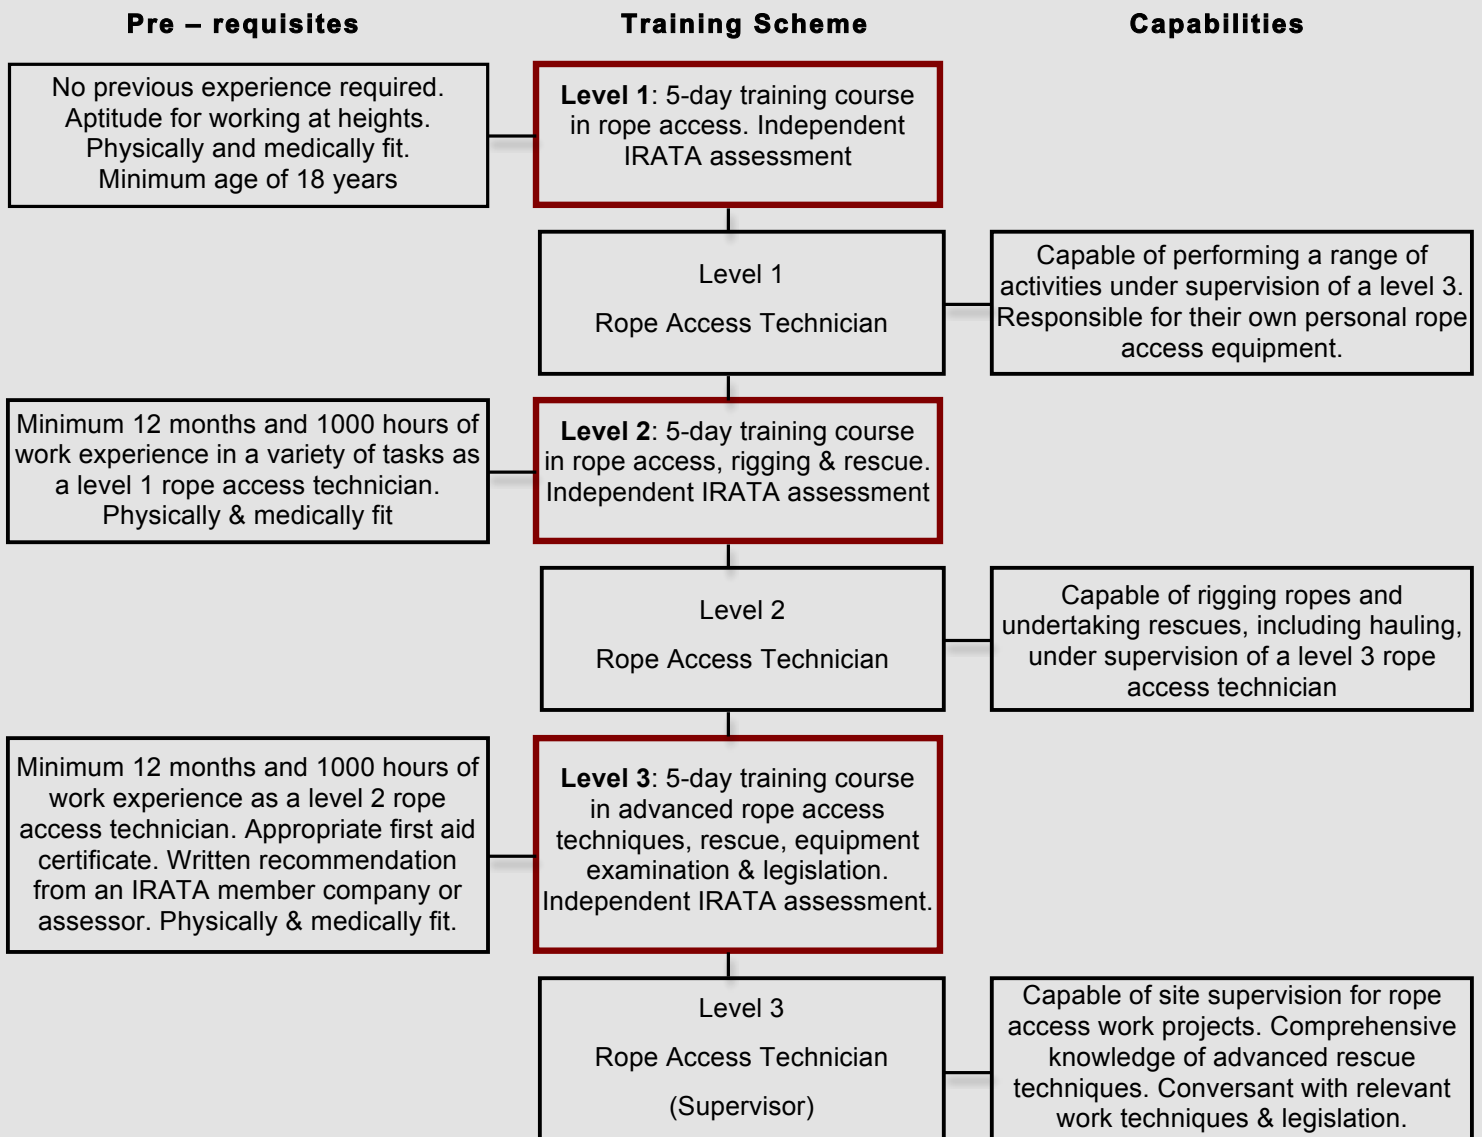 Pre – requisites
Training Scheme
Capabilities
No previous experience required.
Aptitude for working at heights.
Physically and medically fit.
Minimum age of 18 years
Level 1: 5-day training course
in rope access. Independent
IRATA assessment
Level 1
Rope Access Technician
Capable of performing a range of
activities under supervision of a level 3.
Responsible for their own personal rope
access equipment.
Minimum 12 months and 1000 hours of
work experience in a variety of tasks as
a level 1 rope access technician.
Physically & medically fit
Level 2: 5-day training course
in rope access, rigging & rescue.
Independent IRATA assessment
Level 2
Rope Access Technician
Capable of rigging ropes and
undertaking rescues, including hauling,
under supervision of a level 3 rope
access technician
Minimum 12 months and 1000 hours of
work experience as a level 2 rope
access technician. Appropriate first aid
certificate. Written recommendation
from an IRATA member company or
assessor. Physically & medically fit.
Level 3: 5-day training course
in advanced rope access
techniques, rescue, equipment
examination & legislation.
Independent IRATA assessment.
Level 3
Rope Access Technician
(Supervisor)
Capable of site supervision for rope
access work projects. Comprehensive
knowledge of advanced rescue
techniques. Conversant with relevant
work techniques & legislation.